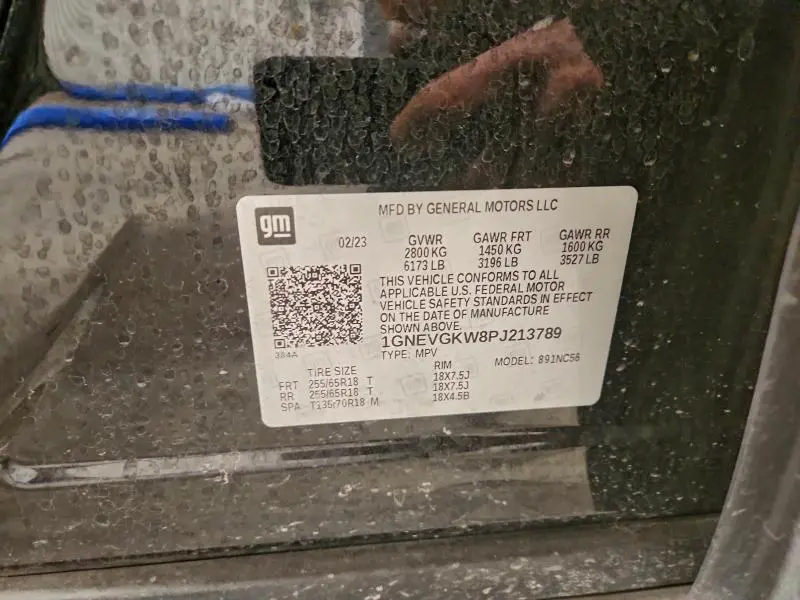 gm
MFD BY GENERAL MOTORS LLC
02/23 GVWR GAWR FRT GAWR RR
2800 KG 1450 KG 1600 KG
6173 LB 3196 LB 3527 LB
THIS VEHICLE CONFORMS TO ALL
APPLICABLE U.S. FEDERAL MOTOR
VEHICLE SAFETY STANDARDS IN EFFECT
ON THE DATE OF MANUFACTURE
SHOWN ABOVE.
1GNEVGKW8PJ213789
384A
TYPE: MPV MODEL: 891NC56
TIRE SIZE RIM
FRT 255/65R18 T 18X7.5J
RR 255/65R18 T 18X7.5J
SPA T135/70R18 M 18X4.5B